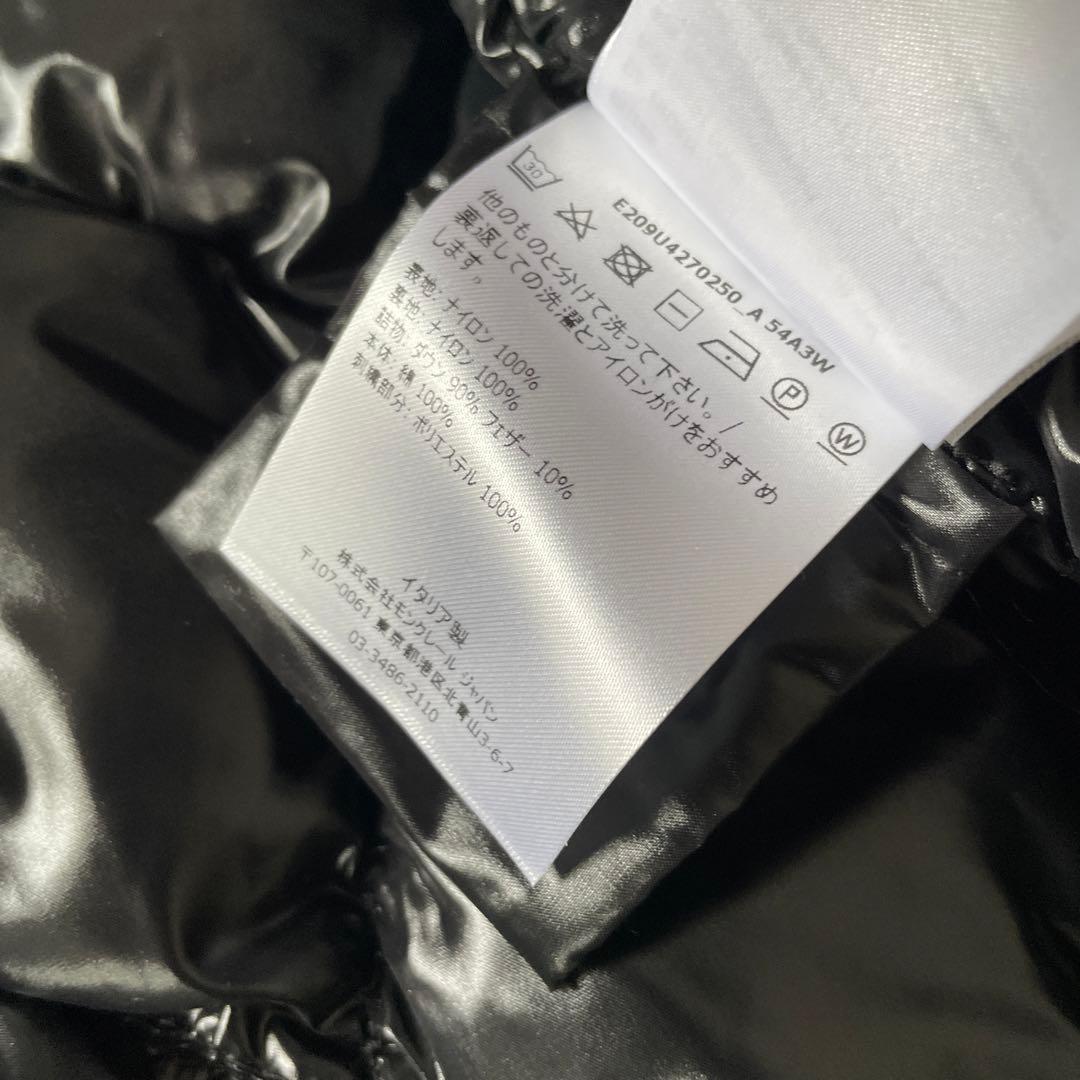 E209U4270250_A 54A3W
30
P
W
他のものと分けて洗って下さい。/
裏返しての洗濯とアイロンがけをおすすめ
します。
表地: ナイロン 100%
裏地: ナイロン 100%
詰物: ダウン 90% フェザー 10%
本体: 綿 100%
刺繍部分: ポリエステル 100%
イタリア製
株式会社モンクレール ジャパン
〒107-0061 東京都港区北青山3-6-7
03-3486-2110